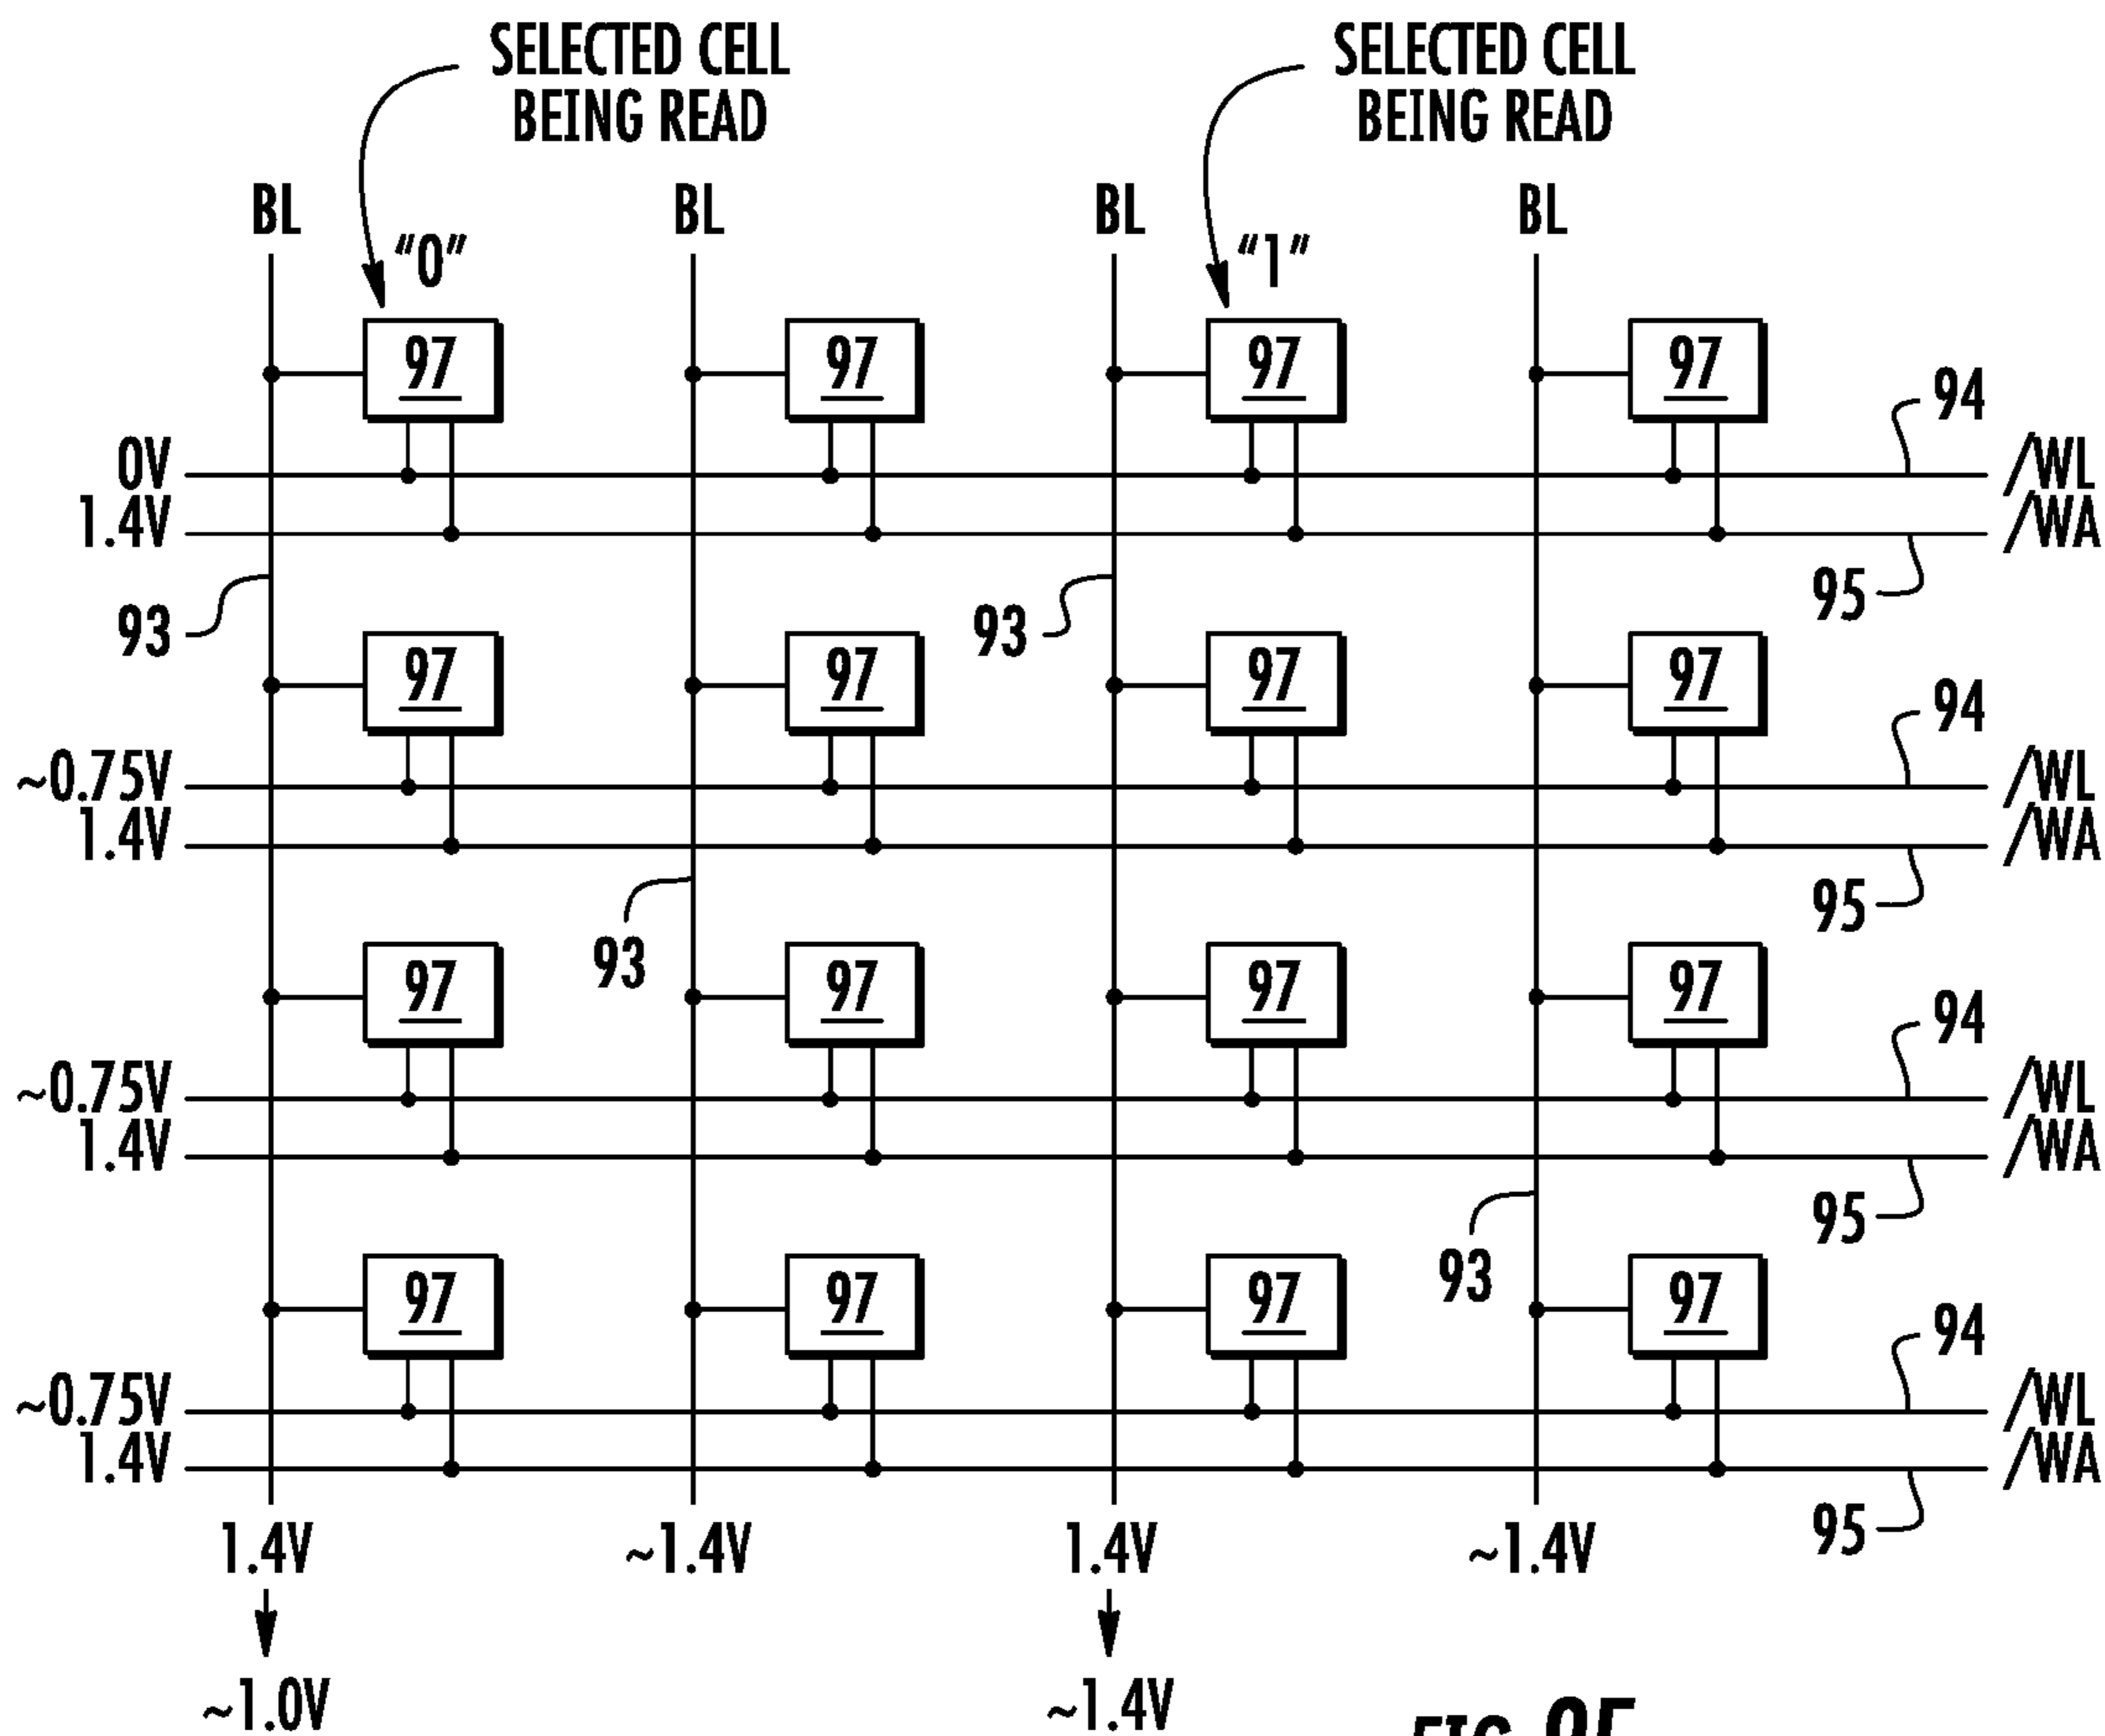 SELECTED CELL
BEING READ
SELECTED CELL
BEING READ
BL BL BL BL
"0" "1"
97 97 97 97
94
0V /WL
1.4V /WA
95
93 93
97 97 97 97
94
~0.75V /WL
1.4V /WA
95
93
97 97 97 97
94
~0.75V /WL
1.4V /WA
95
93
97 97 97 97
94
~0.75V /WL
1.4V /WA
95
1.4V ~1.4V 1.4V ~1.4V
~1.0V ~1.4V